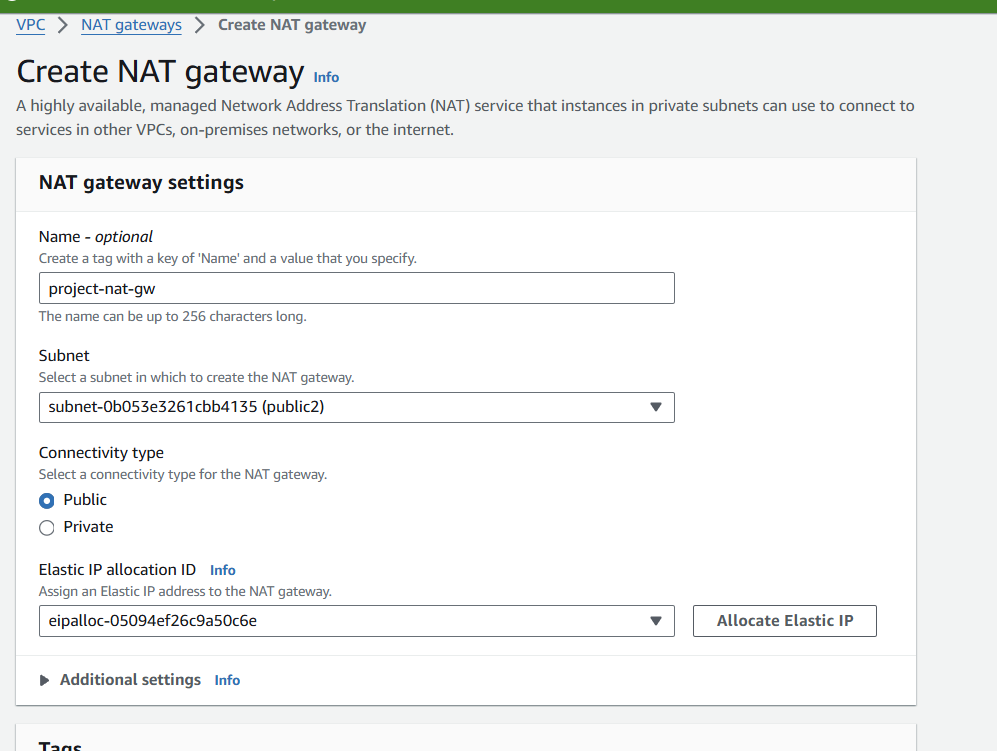 VPC > NAT gateways > Create NAT gateway
Create NAT gateway Info
A highly available, managed Network Address Translation (NAT) service that instances in private subnets can use to connect to
services in other VPCs, on-premises networks, or the internet.
NAT gateway settings
Name - optional
Create a tag with a key of 'Name' and a value that you specify.
project-nat-gw
The name can be up to 256 characters long.
Subnet
Select a subnet in which to create the NAT gateway.
subnet-0b053e3261cbb4135 (public2)
Connectivity type
Select a connectivity type for the NAT gateway.
Public
Private
Elastic IP allocation ID Info
Assign an Elastic IP address to the NAT gateway.
eipalloc-05094ef26c9a50c6e
Allocate Elastic IP
Additional settings Info
Tags